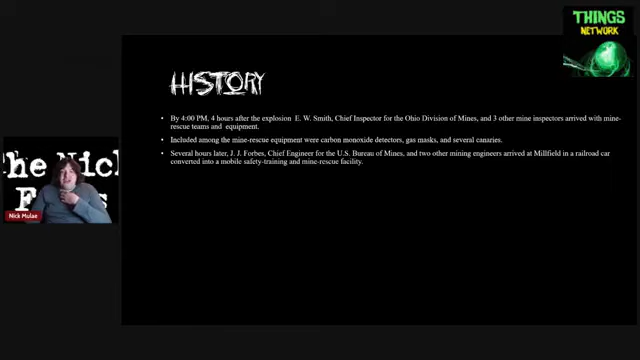 THINGS
NETWORK
HISTORY
• By 4:00 PM, 4 hours after the explosion E. W. Smith, Chief Inspector for the Ohio Division of Mines, and 3 other mine inspectors arrived with mine-
rescue teams and equipment.
• Included among the mine-rescue equipment were carbon monoxide detectors, gas masks, and several canaries.
• Several hours later, J. J. Forbes, Chief Engineer for the U.S. Bureau of Mines, and two other mining engineers arrived at Millfield in a railroad car
converted into a mobile safety-training and mine-rescue facility.
he Nick
Nick Mulae